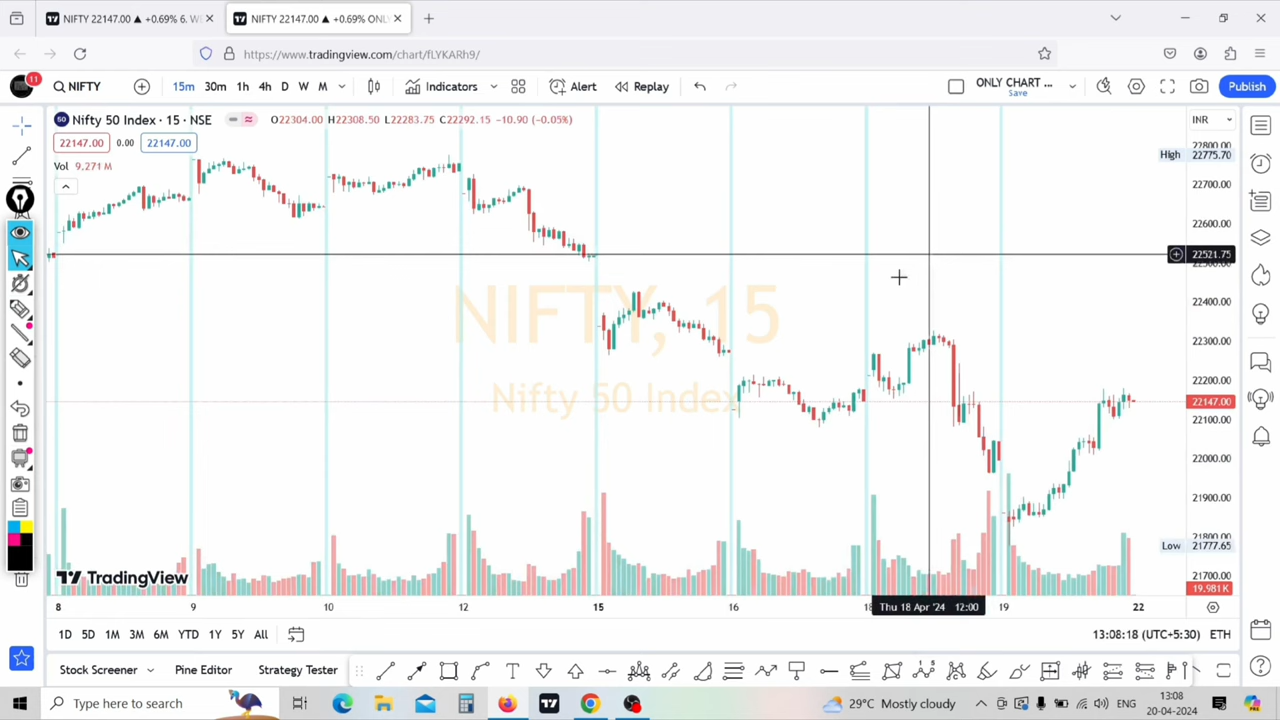 NIFTY 22147.00 ▲ +0.69% 6. W
NIFTY 22147.00 ▲ +0.69% ONL
https://www.tradingview.com/chart/fLYKARh9/
11
NIFTY
15m 30m 1h 4h D W M
Indicators
Alert
Replay
ONLY CHART ...
Save
Publish
50 Nifty 50 Index · 15 · NSE O22304.00 H22308.50 L22283.75 C22292.15 -10.90 (-0.05%)
INR
22147.00 0.00 22147.00
Vol 9.271 M
22800.00
High 22775.70
22700.00
22600.00
22521.75
22500.00
22400.00
22300.00
22200.00
22147.00
22100.00
22000.00
21900.00
21800.00
Low 21777.65
21700.00
19.981K
NIFTY, 15
Nifty 50 Index
TradingView
8 9 10 12 15 16 18 Thu 18 Apr '24 12:00 19 22
1D 5D 1M 3M 6M YTD 1Y 5Y All
13:08:18 (UTC+5:30) ETH
Stock Screener Pine Editor Strategy Tester
Type here to search
29°C Mostly cloudy
ENG
13:08
20-04-2024